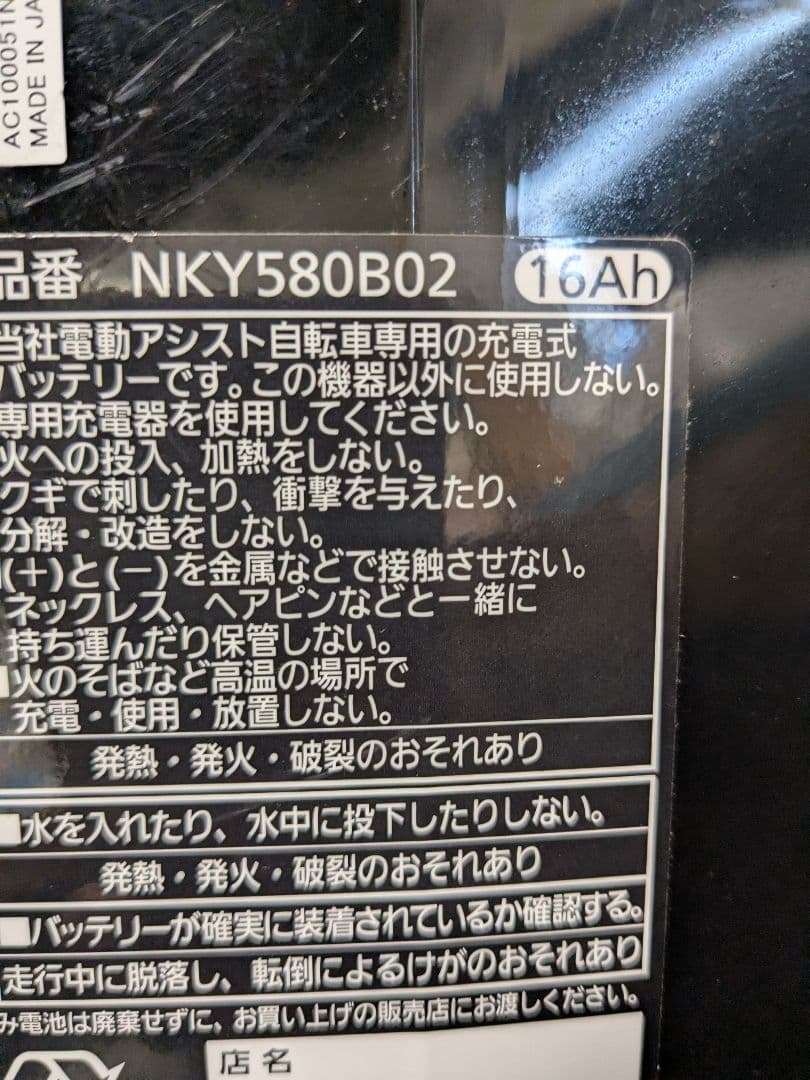 AC100051N
MADE IN JA
品番 NKY580B02 16Ah
当社電動アシスト自転車専用の充電式
バッテリーです。この機器以外に使用しない。
専用充電器を使用してください。
火への投入、加熱をしない。
クギで刺したり、衝撃を与えたり、
分解・改造をしない。
(+)と(−)を金属などで接触させない。
ネックレス、ヘアピンなどと一緒に
持ち運んだり保管しない。
■火のそばなど高温の場所で
充電・使用・放置しない。
発熱・発火・破裂のおそれあり
■水を入れたり、水中に投下したりしない。
発熱・発火・破裂のおそれあり
■バッテリーが確実に装着されているか確認する。
走行中に脱落し、転倒によるけがのおそれあり
み電池は廃棄せずに、お買い上げの販売店にお渡しください。
店名